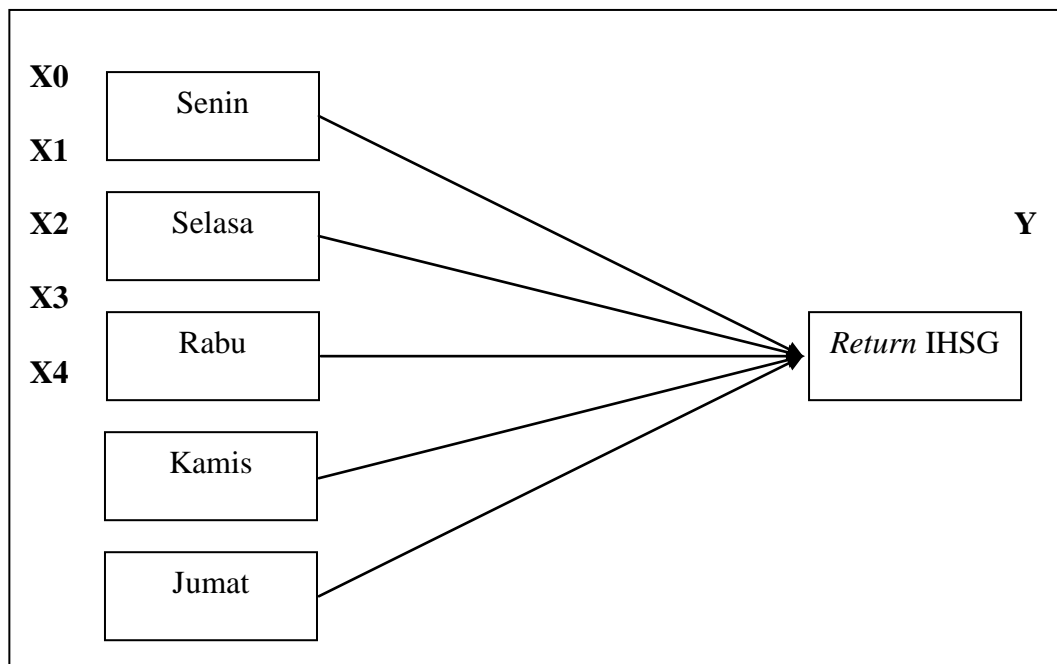 X0
Senin
X1
Selasa
X2
Y
X3
Rabu
Return IHSG
X4
Kamis
Jumat